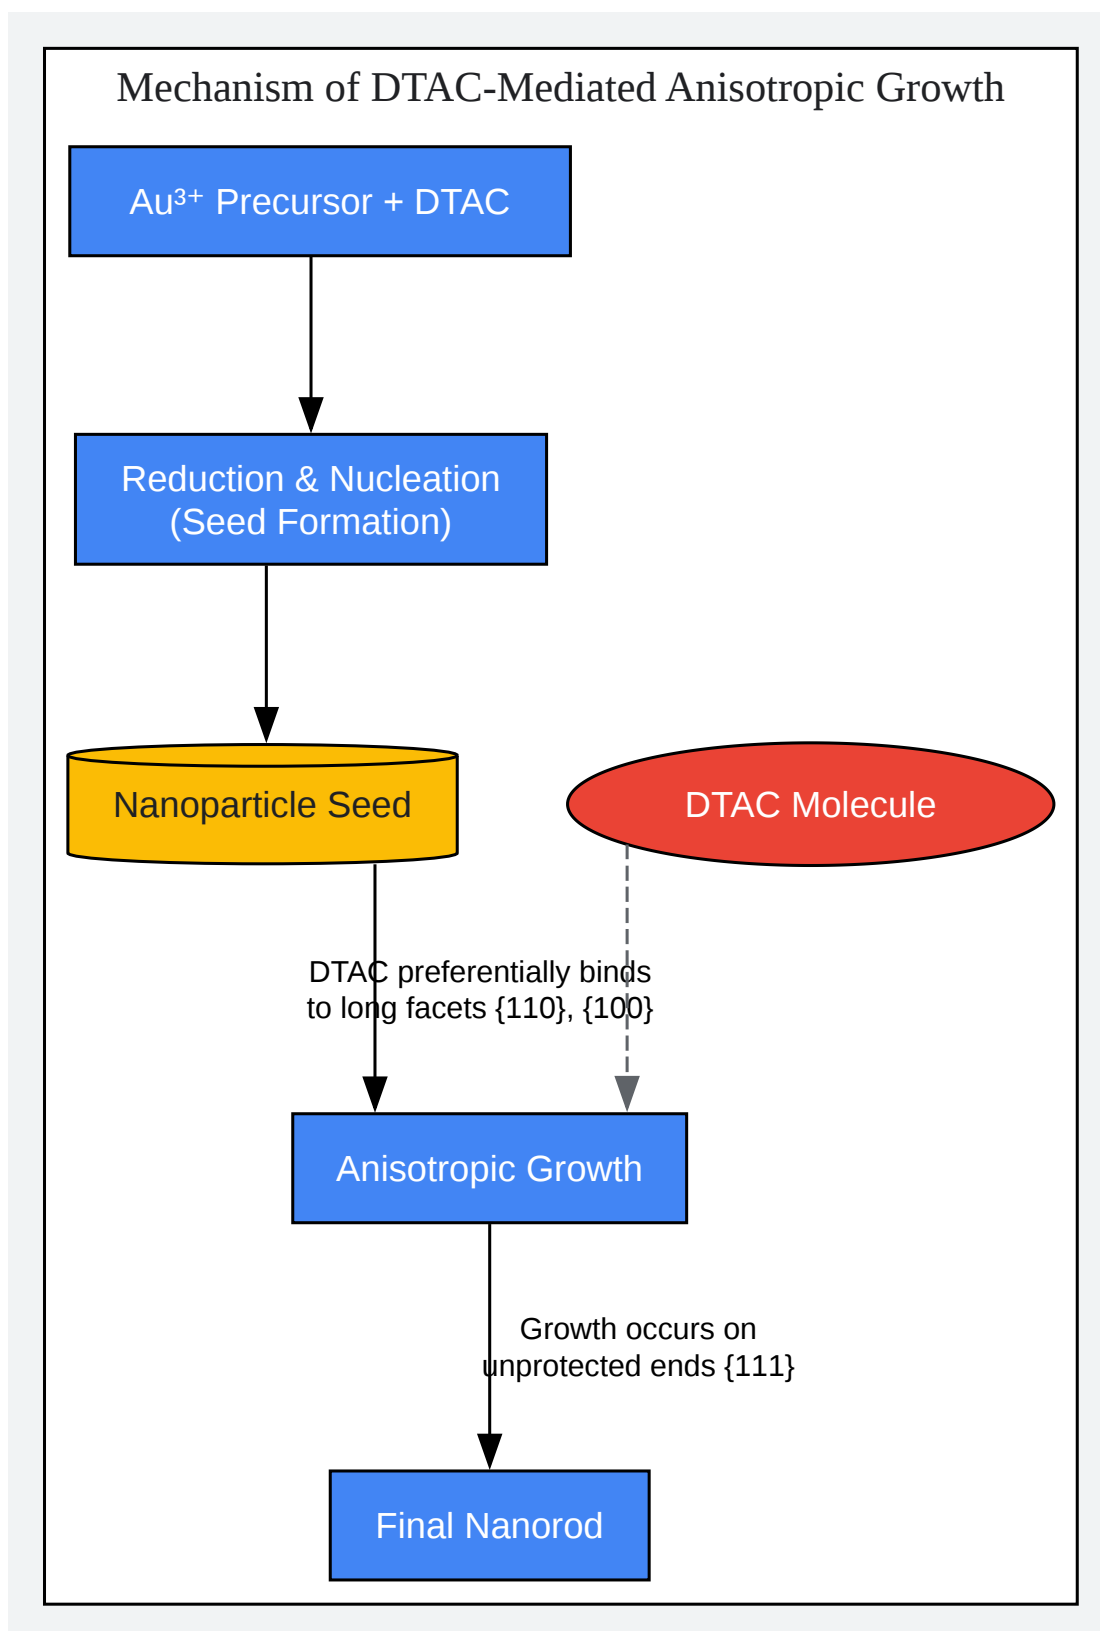 Mechanism of DTAC-Mediated Anisotropic Growth
Au³⁺ Precursor + DTAC
Reduction & Nucleation
(Seed Formation)
Nanoparticle Seed
DTAC Molecule
DTAC preferentially binds
to long facets {110}, {100}
Anisotropic Growth
Growth occurs on
unprotected ends {111}
Final Nanorod